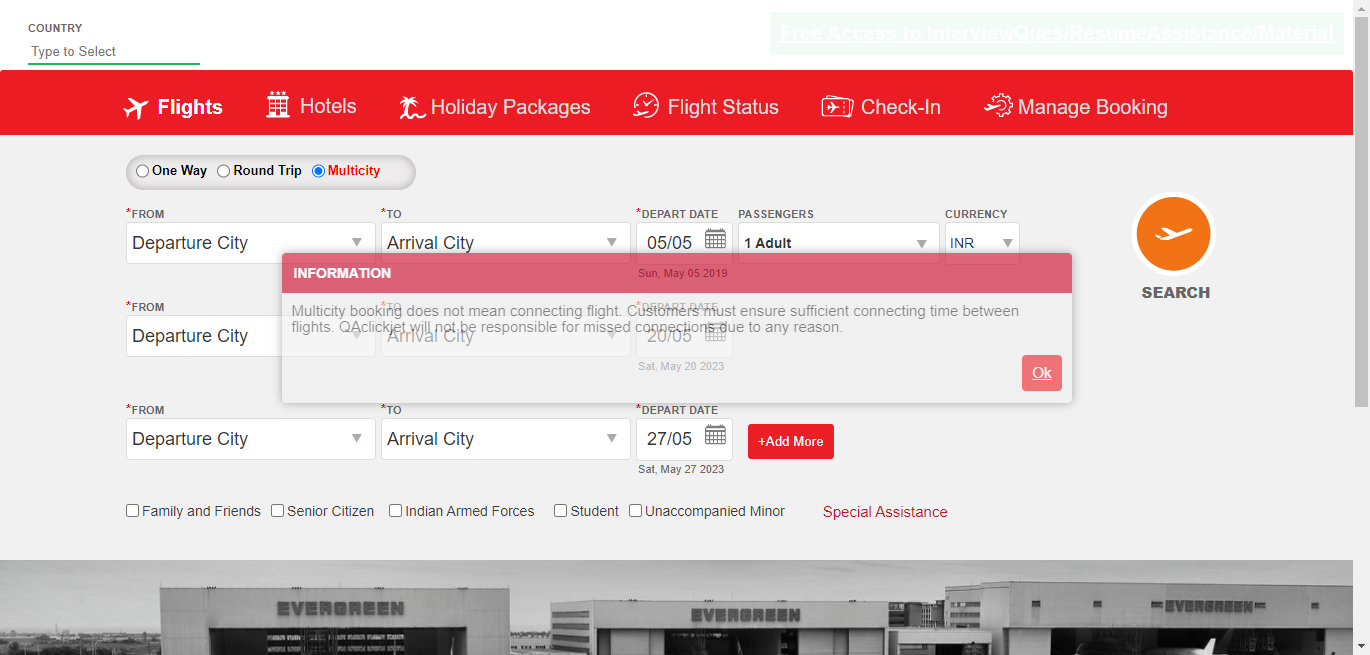 COUNTRY
Type to Select
Free Access to InterviewQues/ResumeAssistance/Material
Flights Hotels Holiday Packages Flight Status Check-In Manage Booking
One Way Round Trip Multicity
*FROM *TO *DEPART DATE PASSENGERS CURRENCY
Departure City Arrival City 05/05 1 Adult INR
Sun, May 05 2019
SEARCH
INFORMATION
Multicity booking does not mean connecting flight. Customers must ensure sufficient connecting time between
flights. QAclickjet will not be responsible for missed connections due to any reason.
Ok
*FROM *TO *DEPART DATE
Departure City Arrival City 20/05
Sat, May 20 2023
*FROM *TO *DEPART DATE
Departure City Arrival City 27/05 +Add More
Sat, May 27 2023
Family and Friends Senior Citizen Indian Armed Forces Student Unaccompanied Minor Special Assistance
EVERGREEN EVERGREEN EVERGREEN